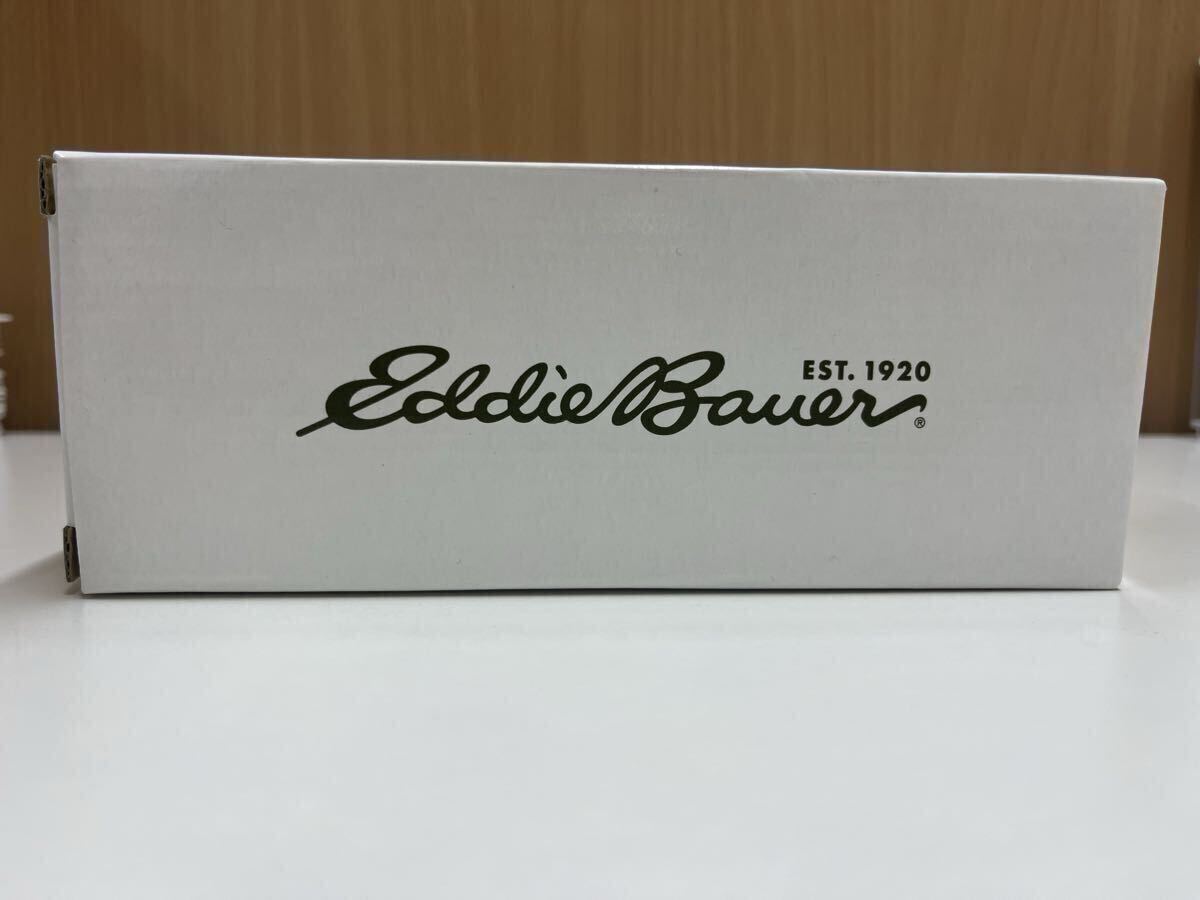 Eddie Bauer®
EST. 1920